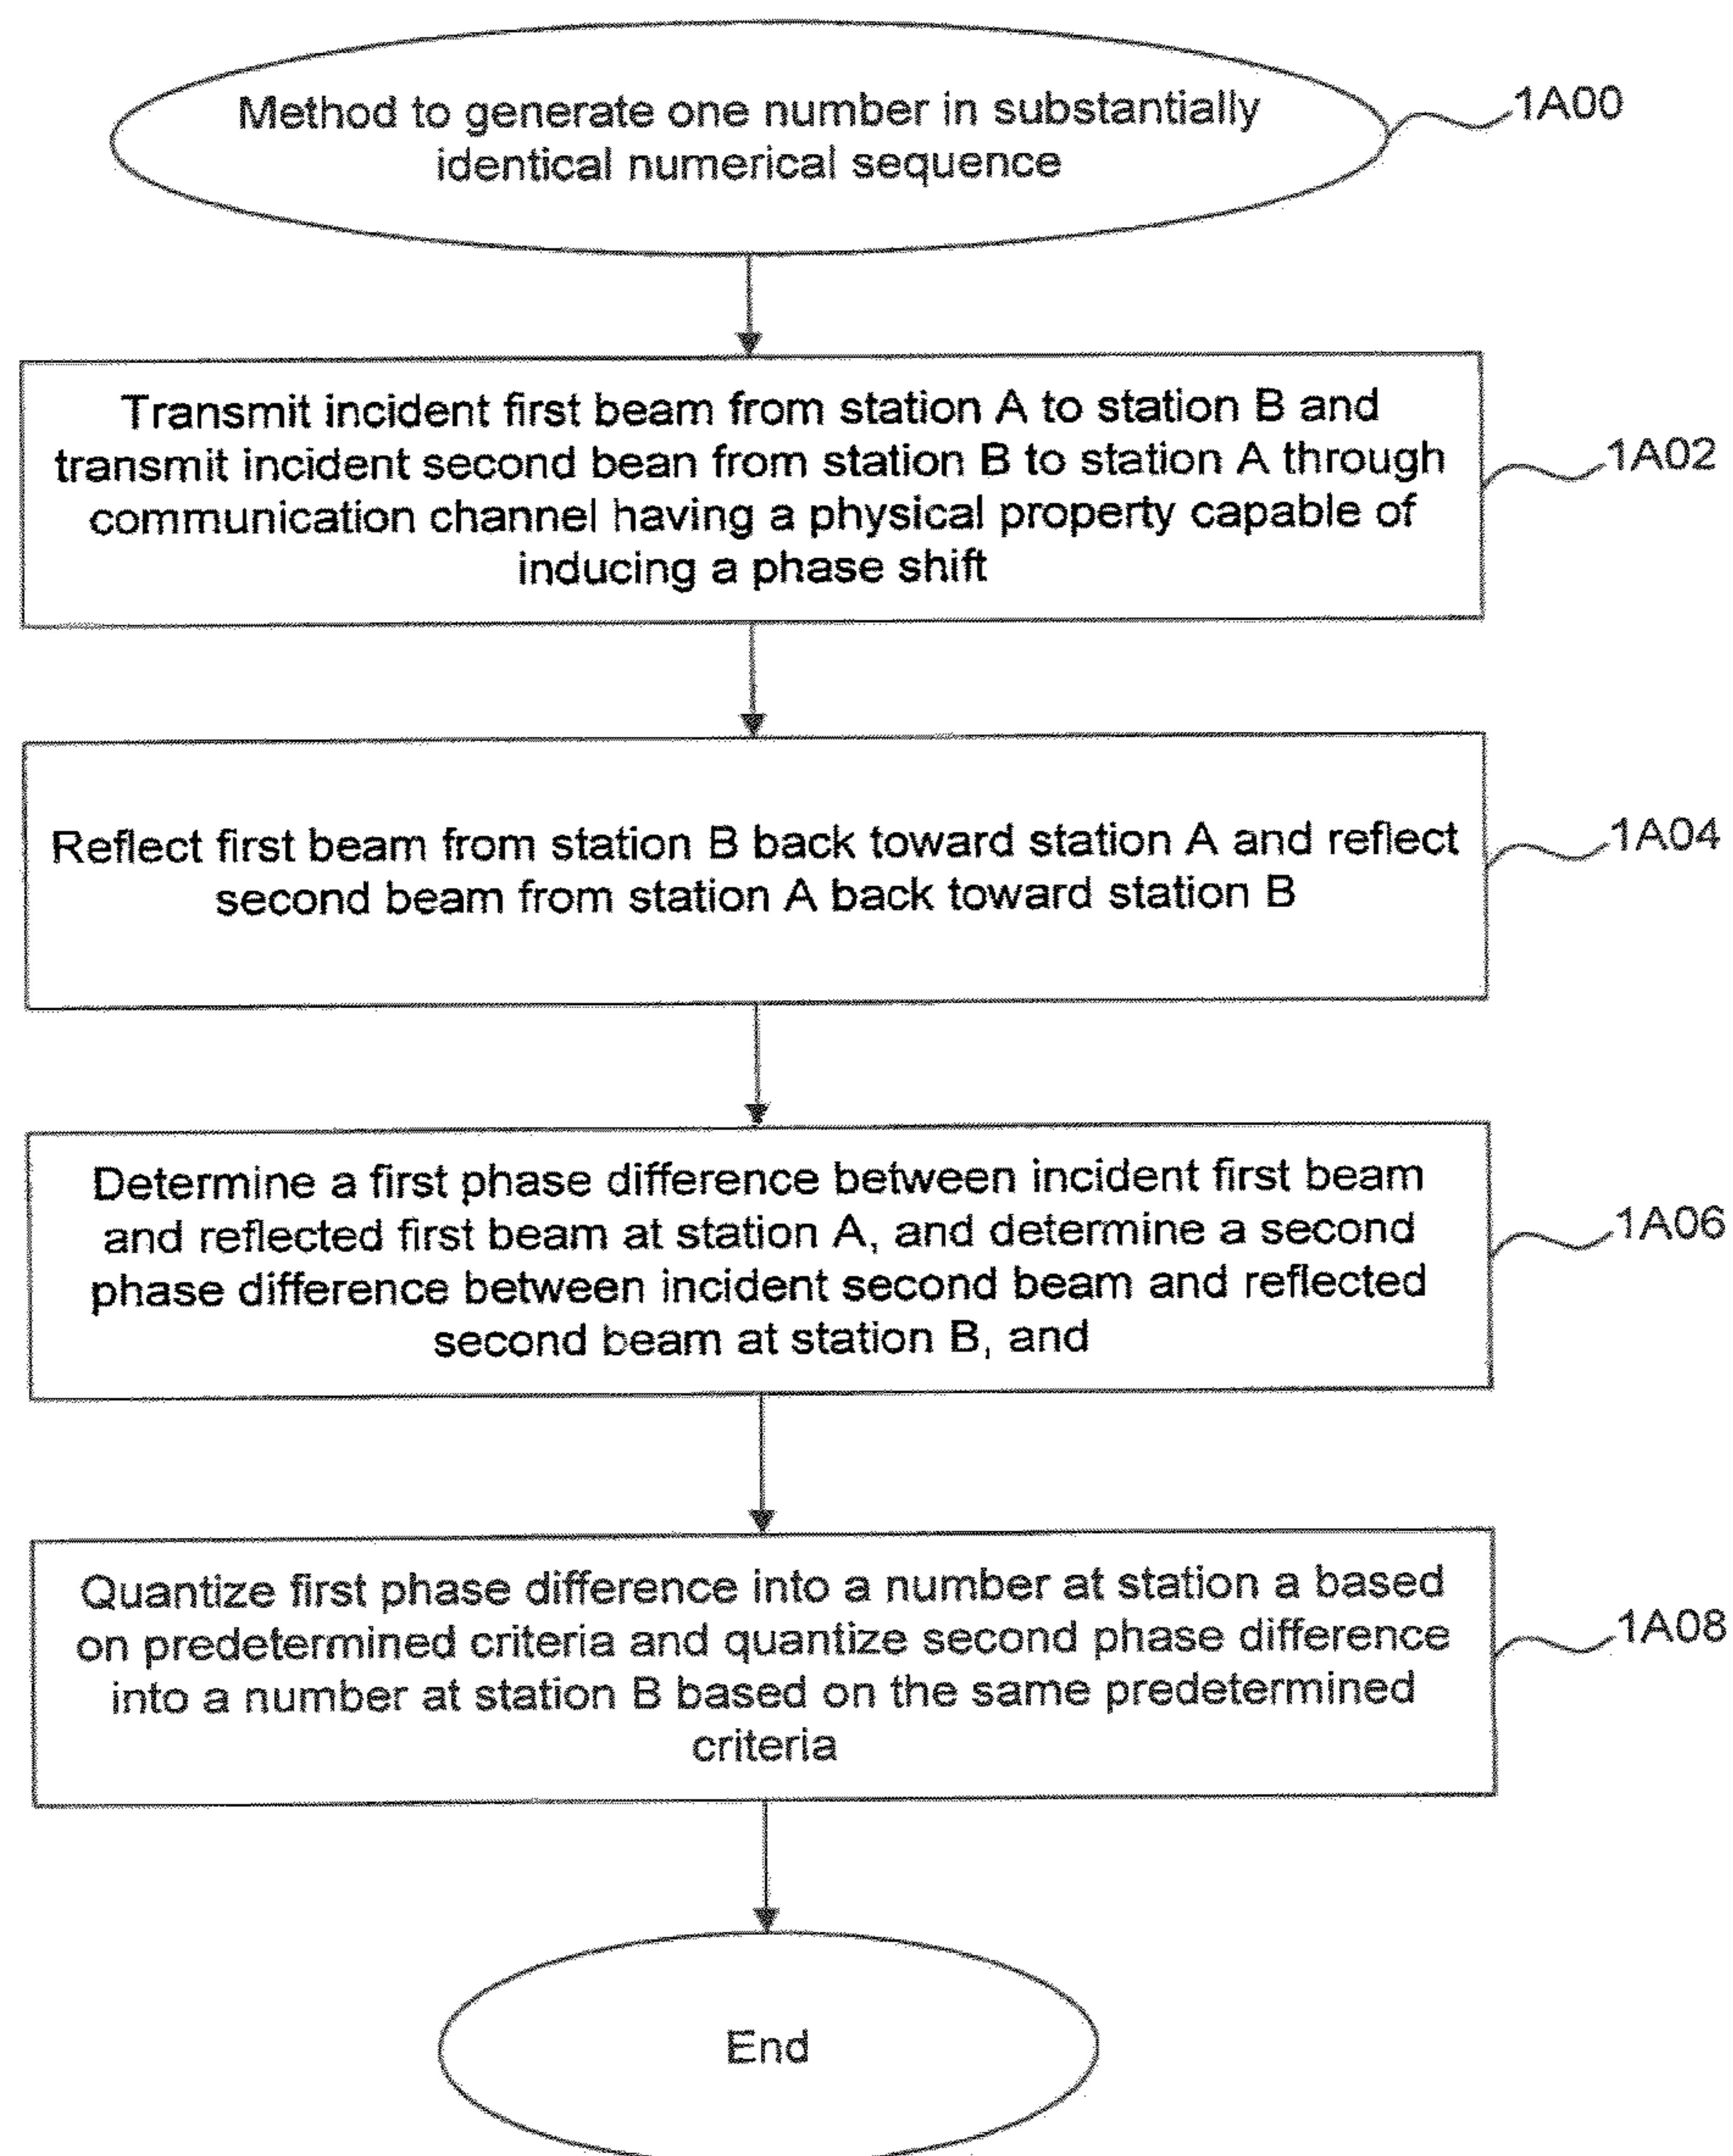 Method to generate one number in substantially
identical numerical sequence
1A00
Transmit incident first beam from station A to station B and
transmit incident second bean from station B to station A through
communication channel having a physical property capable of
inducing a phase shift
1A02
Reflect first beam from station B back toward station A and reflect
second beam from station A back toward station B
1A04
Determine a first phase difference between incident first beam
and reflected first beam at station A, and determine a second
phase difference between incident second beam and reflected
second beam at station B, and
1A06
Quantize first phase difference into a number at station a based
on predetermined criteria and quantize second phase difference
into a number at station B based on the same predetermined
criteria
1A08
End